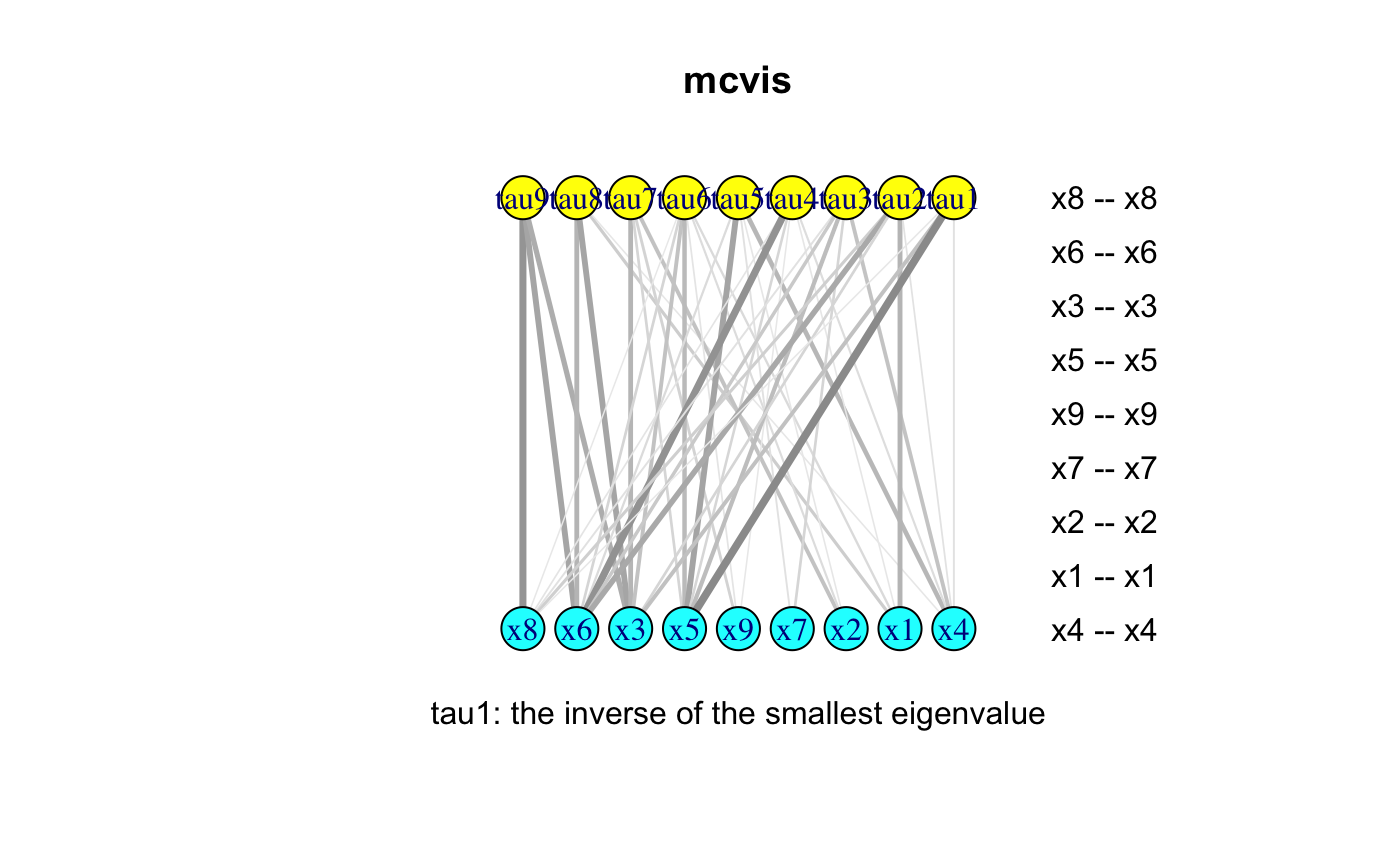 mcvis
tau9 tau8 tau7 tau6 tau5 tau4 tau3 tau2 tau1
x8 -- x8
x6 -- x6
x3 -- x3
x5 -- x5
x9 -- x9
x7 -- x7
x2 -- x2
x1 -- x1
x8 x6 x3 x5 x9 x7 x2 x1 x4
x4 -- x4
tau1: the inverse of the smallest eigenvalue